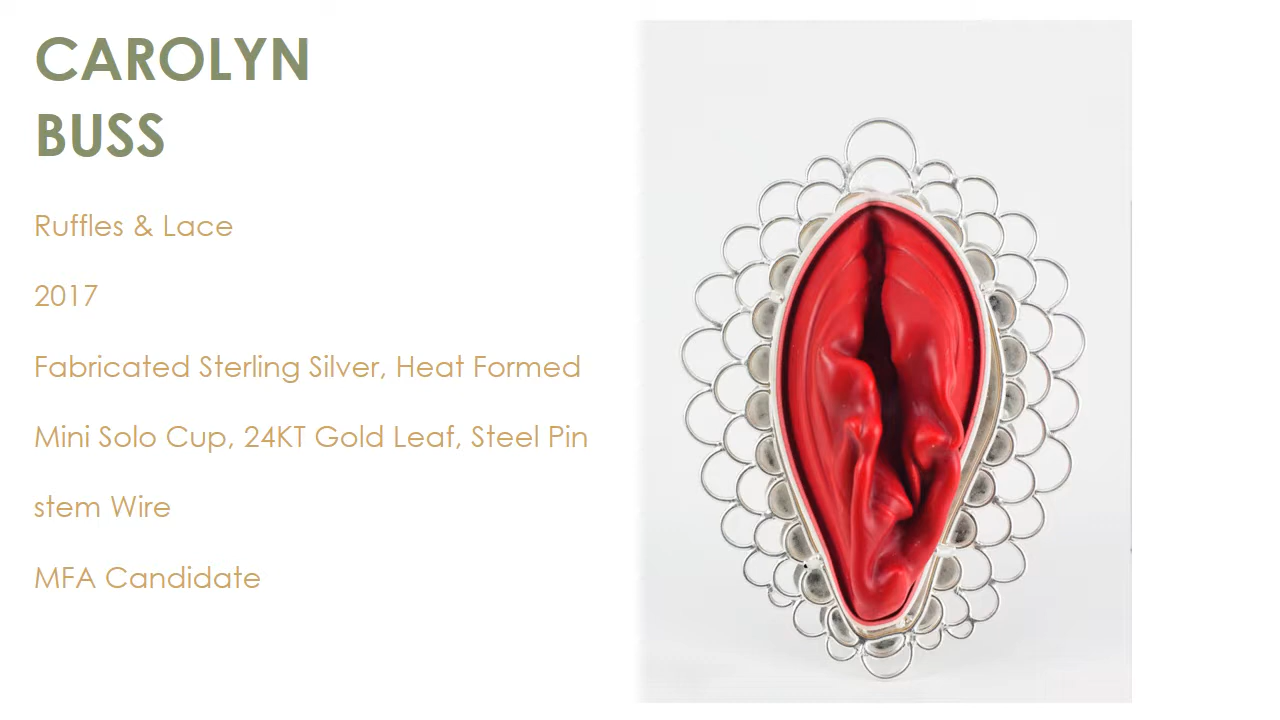 CAROLYN
BUSS
Ruffles & Lace
2017
Fabricated Sterling Silver, Heat Formed
Mini Solo Cup, 24KT Gold Leaf, Steel Pin
stem Wire
MFA Candidate